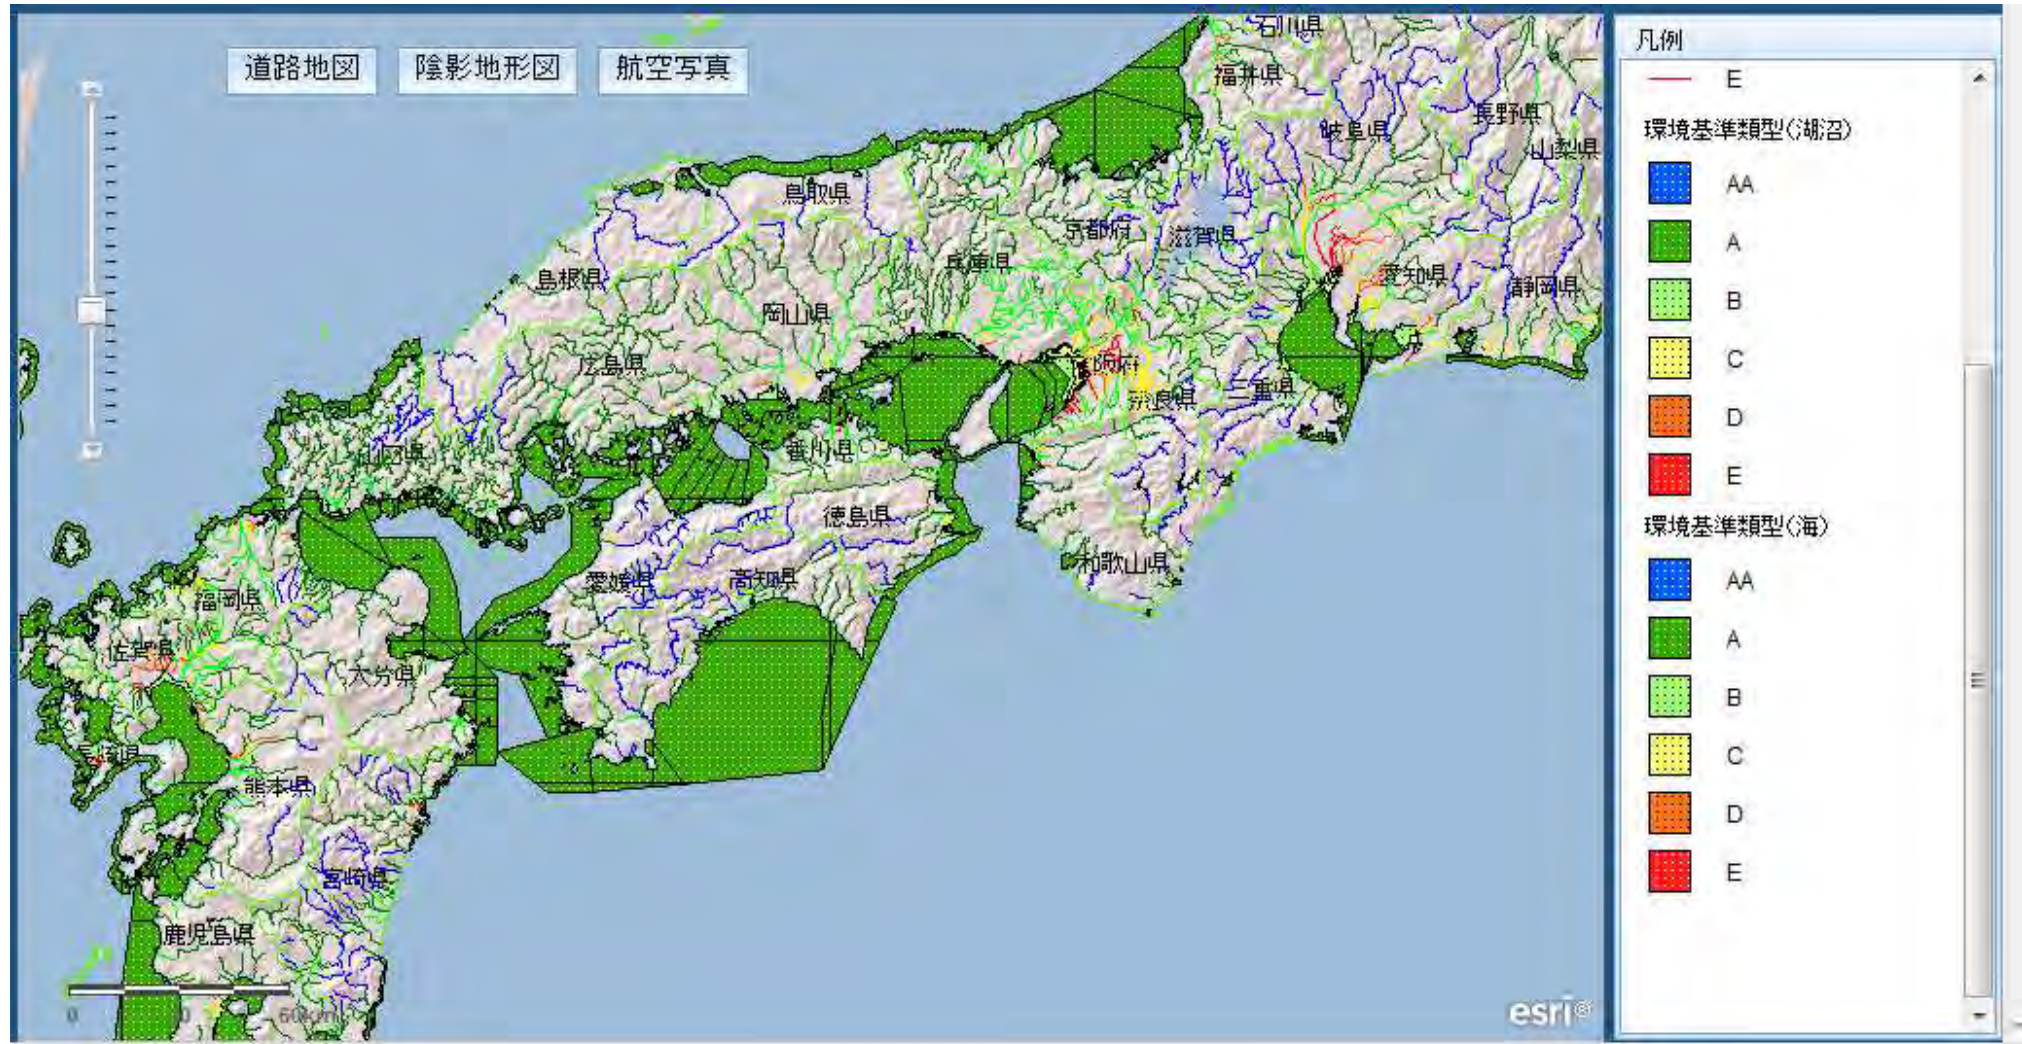 道路地図
陰影地形図
航空写真
石川県
福井県
長野県
岐阜県
山梨県
鳥取県
京都府
滋賀県
兵庫県
愛知県
島根県
静岡県
岡山県
広島県
阪府
三重県
奈良県
香川県
山口県
徳島県
和歌山県
愛媛県
高知県
福岡県
佐賀県
大分県
長崎県
熊本県
宮崎県
鹿児島県
0
60km
esri
凡例
E
環境基準類型(湖沼)
AA
A
B
C
D
E
環境基準類型(海)
AA
A
B
C
D
E